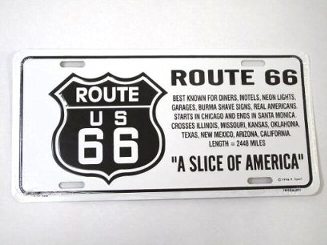 ROUTE
U S
66
ROUTE 66
BEST KNOWN FOR DINERS, MOTELS, NEON LIGHTS,
GARAGES, BURMA SHAVE SIGNS, REAL AMERICANS.
STARTS IN CHICAGO AND ENDS IN SANTA MONICA.
CROSSES ILLINOIS, MISSOURI, KANSAS, OKLAHOMA,
TEXAS, NEW MEXICO, ARIZONA, CALIFORNIA.
LENGTH = 2448 MILES
"A SLICE OF AMERICA"